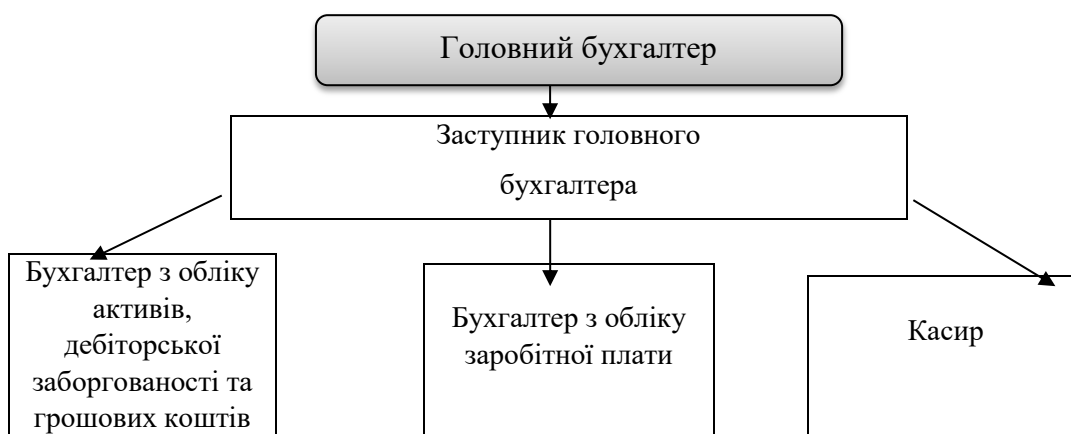 Головний бухгалтер
Заступник головного
бухгалтера
Бухгалтер з обліку
активів,
дебіторської
заборгованості та
грошових коштів
Бухгалтер з обліку
заробітної плати
Касир